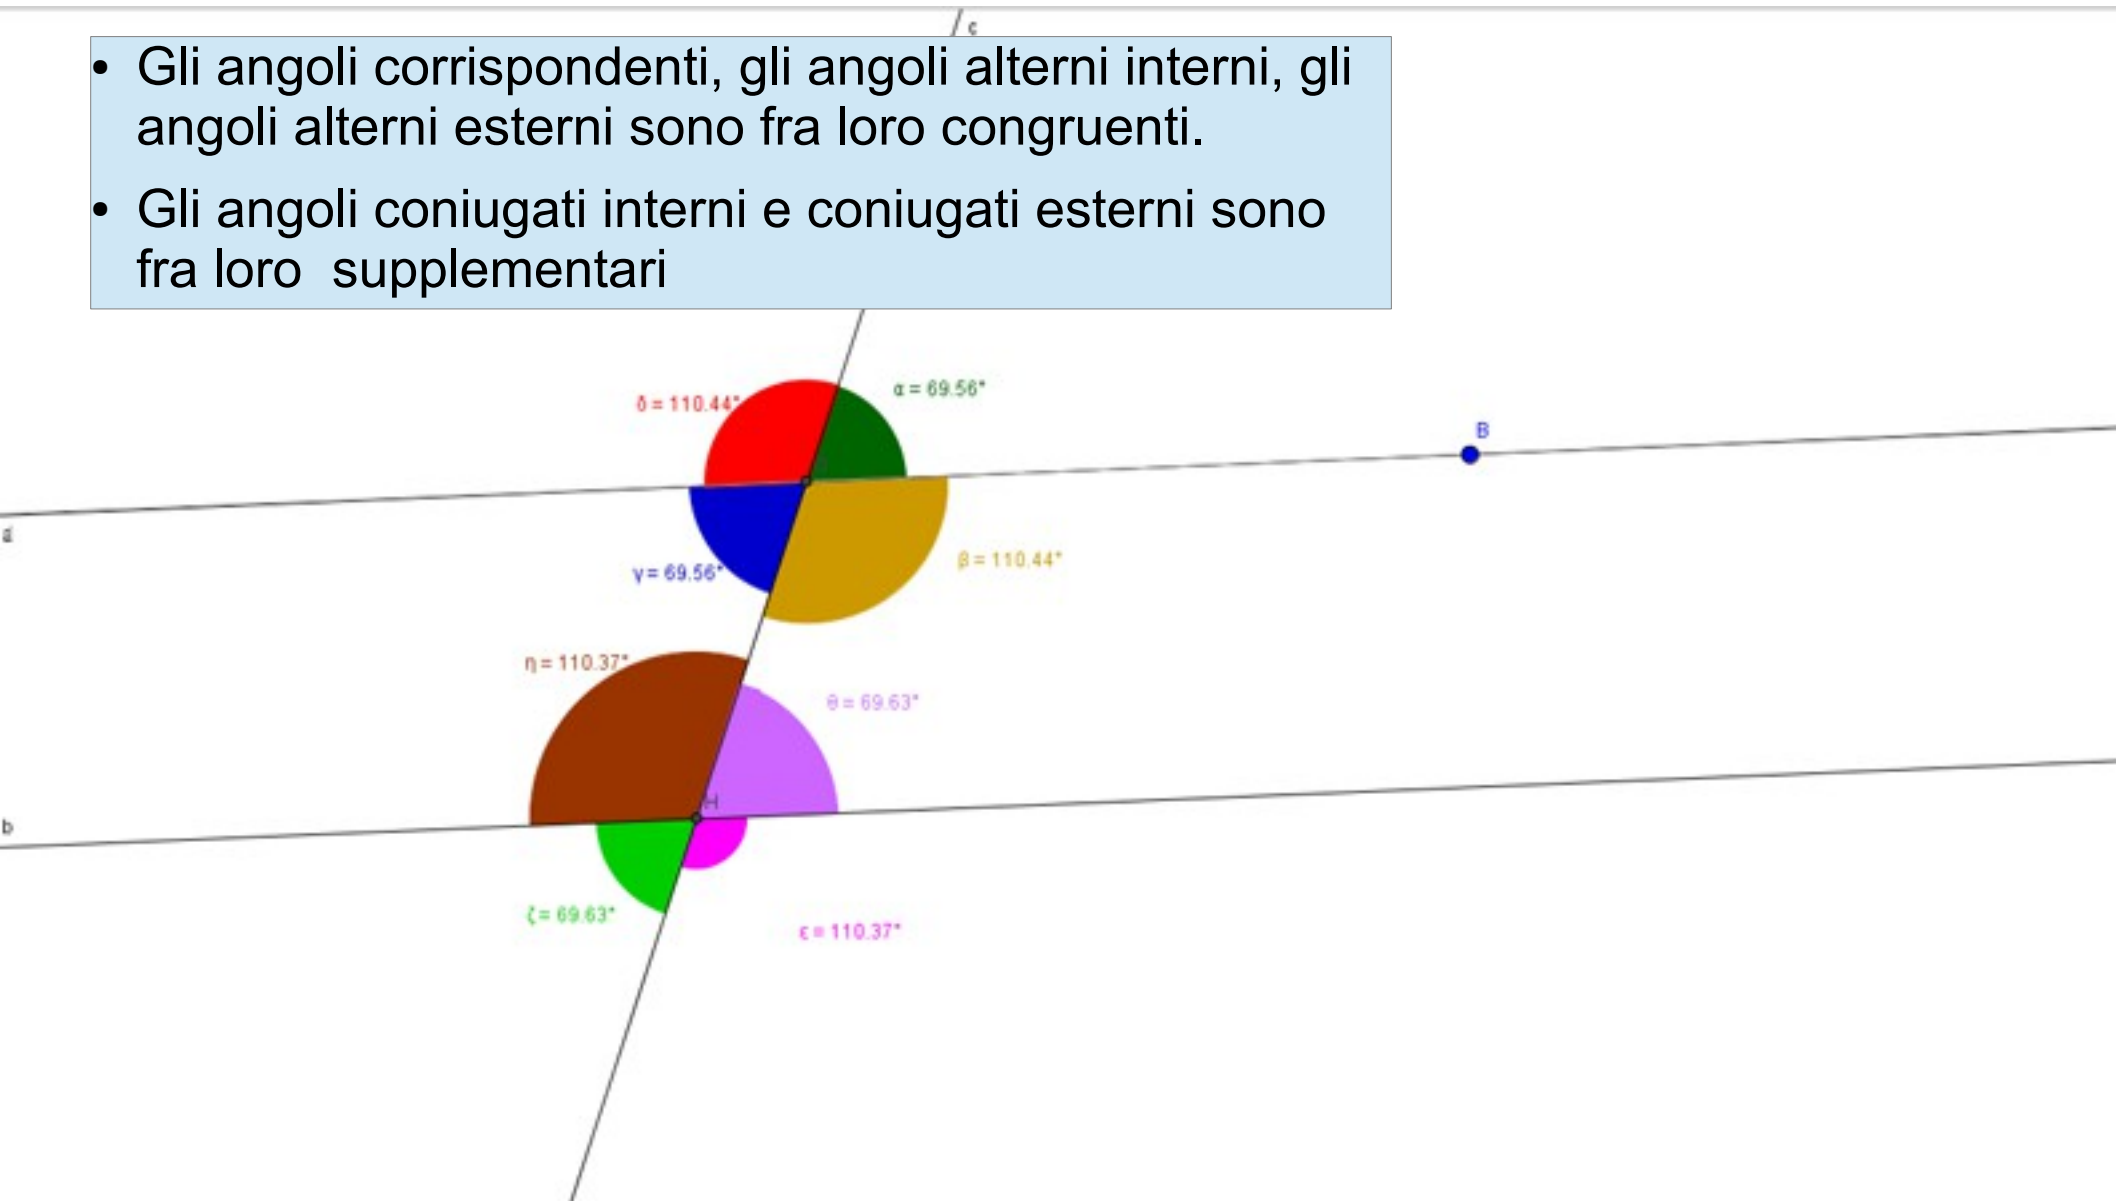 c
• Gli angoli corrispondenti, gli angoli alterni interni, gli
angoli alterni esterni sono fra loro congruenti.
• Gli angoli coniugati interni e coniugati esterni sono
fra loro supplementari
δ = 110.44°
α = 69.56°
B
a
γ = 69.56°
β = 110.44°
η = 110.37°
θ = 69.63°
H
b
ζ = 69.63°
ε = 110.37°